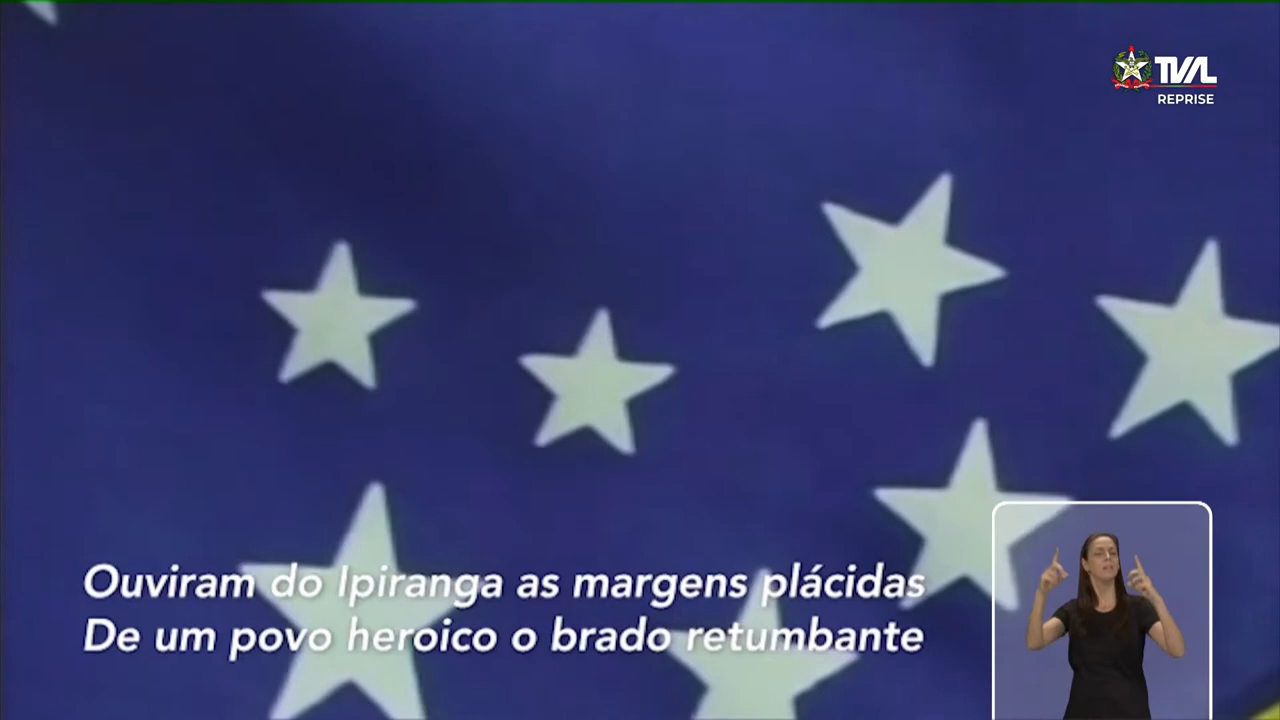 TVAL
REPRISE
Ouviram do Ipiranga as margens plácidas
De um povo heroico o brado retumbante